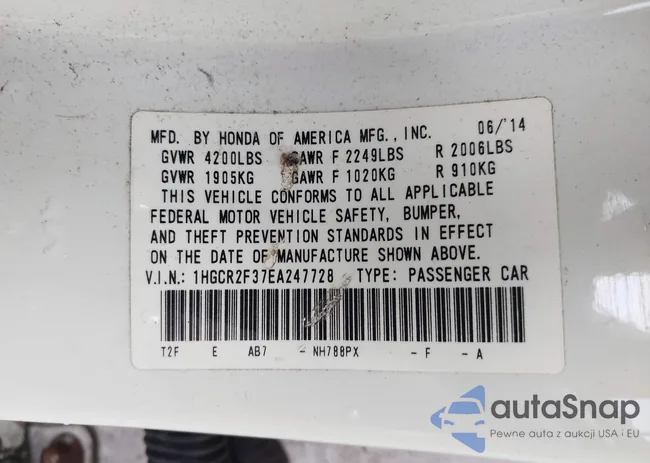 MFD. BY HONDA OF AMERICA MFG., INC. 06/14
GVWR 4200LBS GAWR F 2249LBS R 2006LBS
GVWR 1905KG GAWR F 1020KG R 910KG
THIS VEHICLE CONFORMS TO ALL APPLICABLE
FEDERAL MOTOR VEHICLE SAFETY, BUMPER,
AND THEFT PREVENTION STANDARDS IN EFFECT
ON THE DATE OF MANUFACTURE SHOWN ABOVE.
V.I.N.: 1HGCR2F37EA247728 TYPE: PASSENGER CAR
T2F E AB7 - NH788PX - F - A
autaSnap
Pewne auta z aukcji USA i EU